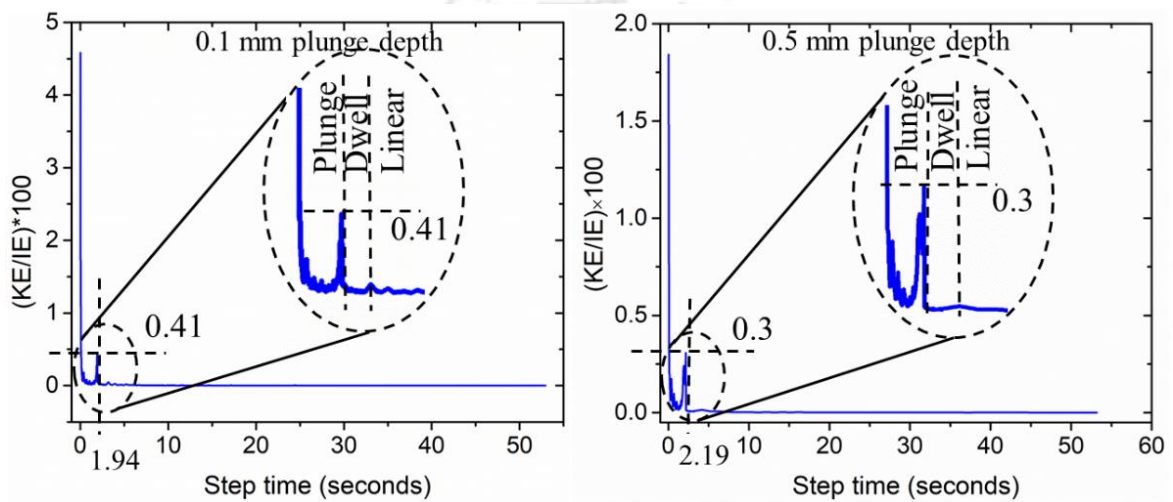 0.1 mm plunge depth
(KE/IE)*100
5
4
3
2
1
0
Plunge
Dwell
Linear
0.41
0.41
0
10
20
30
40
50
1.94
Step time (seconds)
0.5 mm plunge depth
(KE/IE)×100
2.0
1.5
1.0
0.5
0.0
Plunge
Dwell
Linear
0.3
0.3
0
10
20
30
40
50
60
2.19
Step time (seconds)